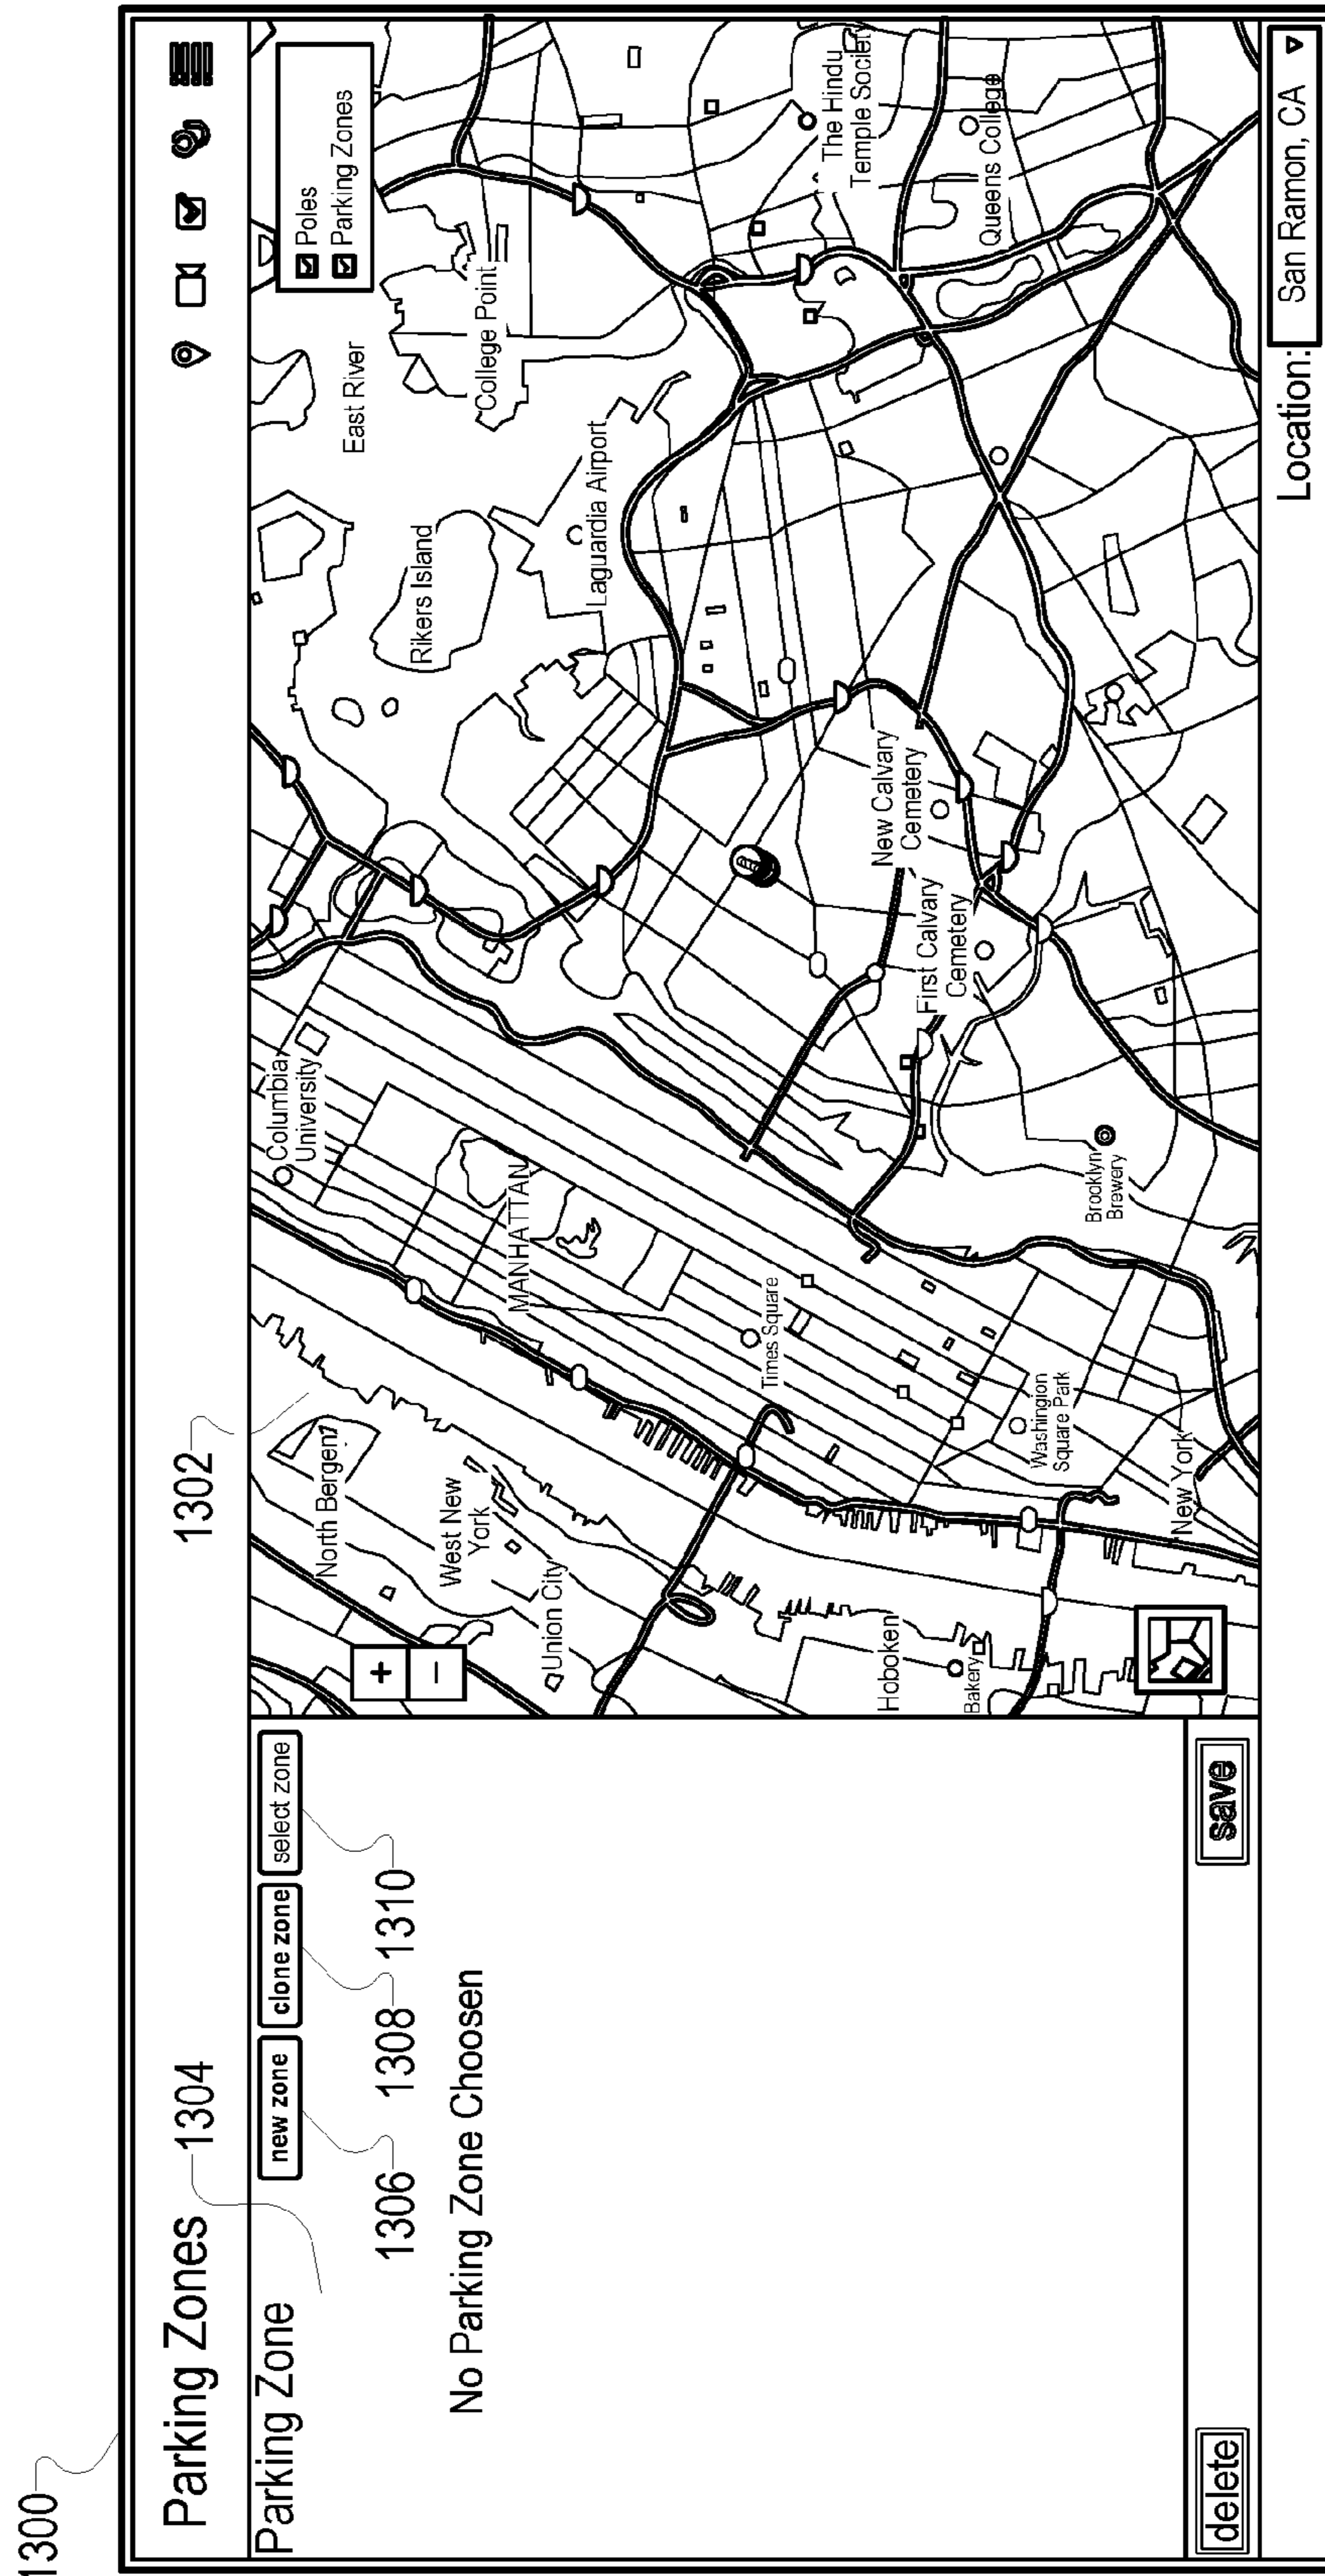 1300
Parking Zones
1304
1302
Parking Zone
new zone
clone zone
select zone
1306
1308
1310
No Parking Zone Choosen
delete
save
+
−
Poles
Parking Zones
Columbia
University
North Bergen
West New
York
Union City
MANHATTAN
Times Square
Hoboken
Bakery
Washingion
Square Park
New York
Brooklyn
Brewery
First Calvary
Cemetery
New Calvary
Cemetery
Rikers Island
East River
Laguardia Airport
College Point
The Hindu
Temple Society
Queens College
Location:
San Ramon, CA